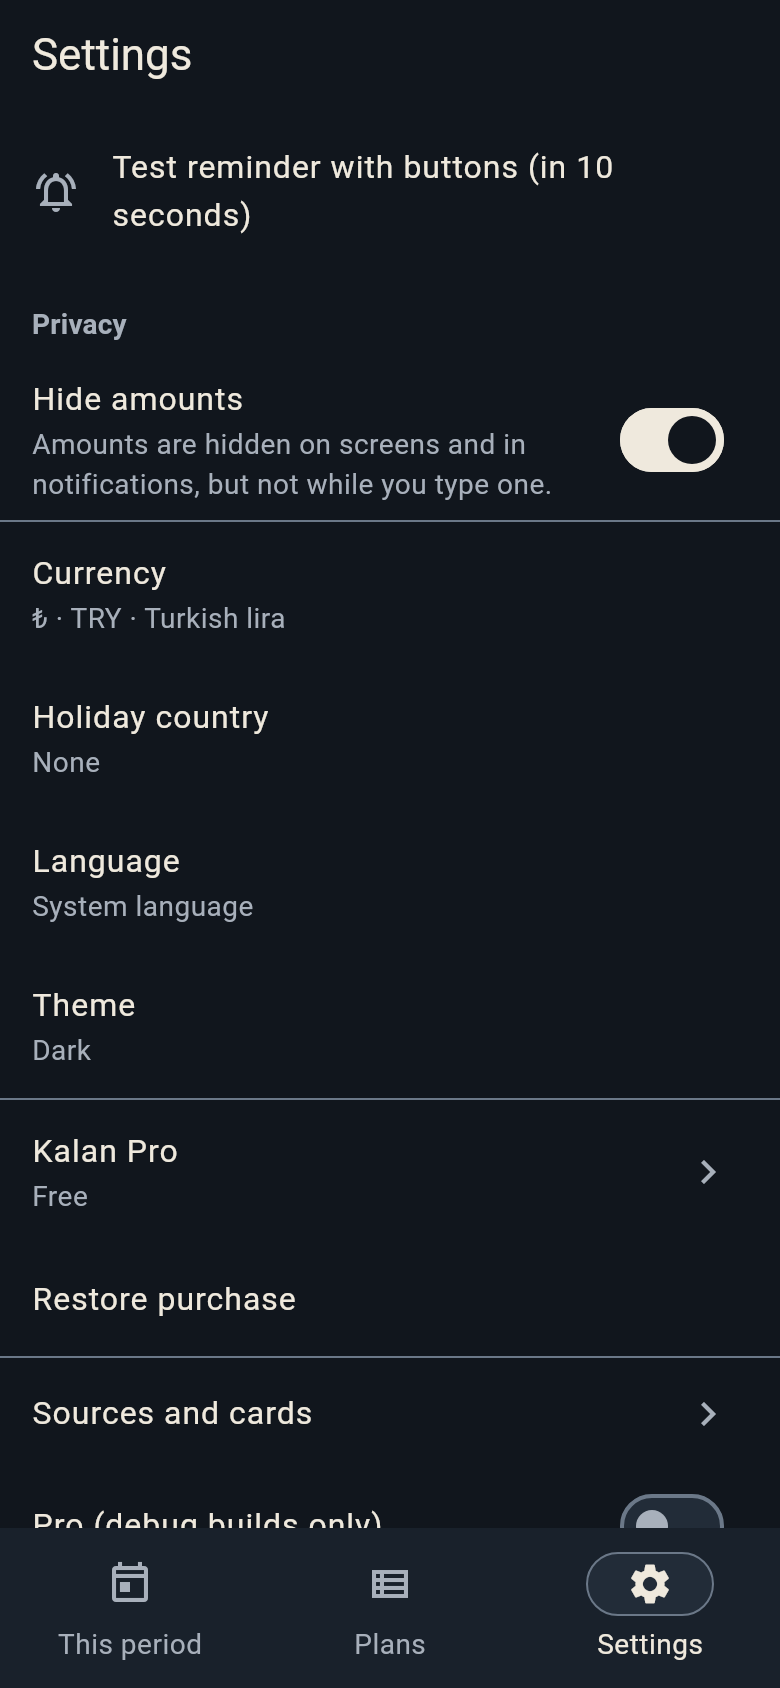 Settings
Test reminder with buttons (in 10
seconds)
Privacy
Hide amounts
Amounts are hidden on screens and in
notifications, but not while you type one.
Currency
₺ · TRY · Turkish lira
Holiday country
None
Language
System language
Theme
Dark
Kalan Pro
Free
Restore purchase
Sources and cards
Pro (debug builds only)
This period
Plans
Settings